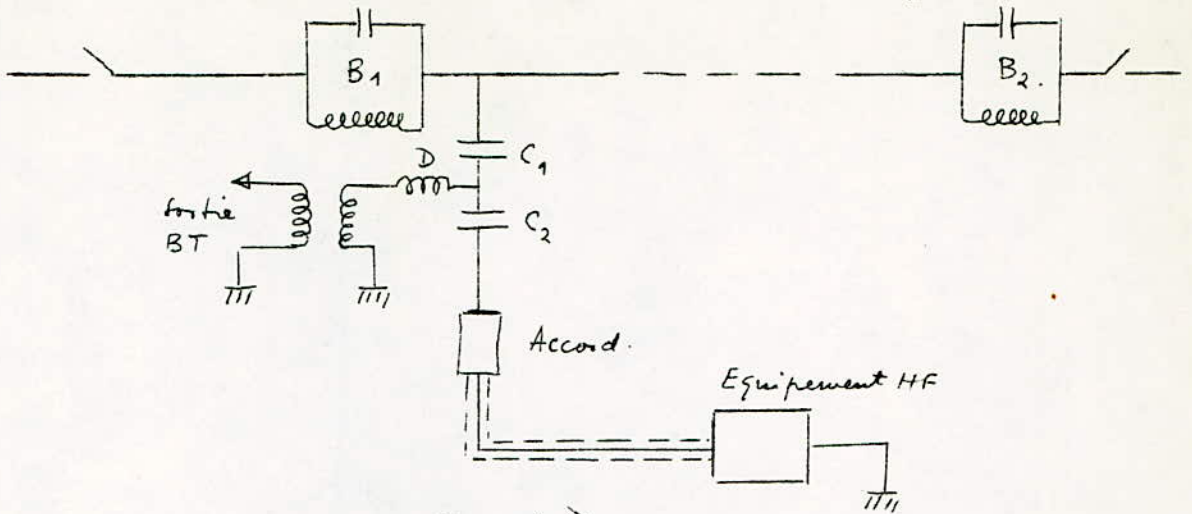 B1
B2.
D
C1
sortie
BT
C2
Accord.
Equipement HF